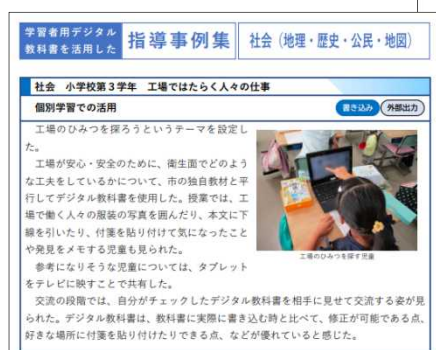 学習者用デジタル
教科書を活用した
指導事例集
社会（地理・歴史・公民・地図）
社会　小学校第３学年　工場ではたらく人々の仕事
個別学習での活用
書き込み
外部出力
工場のひみつを探ろうというテーマを設定し
た。
工場が安心・安全のために、衛生面でどのよう
な工夫をしているかについて、市の独自教材と平
行してデジタル教科書を使用した。授業では、工
場で働く人々の服装の写真を囲んだり、本文に下
線を引いたり、付箋を貼り付けて気になったこと
や発見をメモする児童も見られた。
参考になりそうな児童については、タブレット
をテレビに映すことで共有した。
工場のひみつを探す児童
交流の段階では、自分がチェックしたデジタル教科書を相手に見せて交流する姿が見
られた。デジタル教科書は、教科書に実際に書き込む時と比べて、修正が可能である点、
好きな場所に付箋を貼り付けたりできる点、などが優れていると感じた。